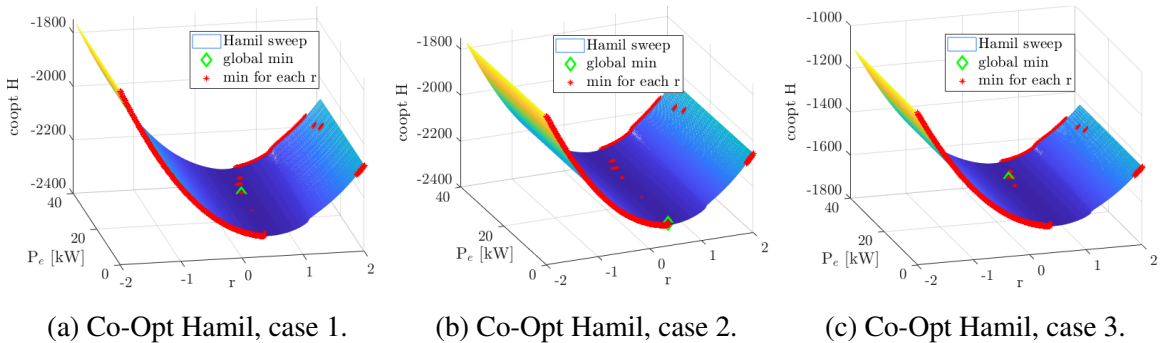 -1800
-2000
-2200
-2400
coopt H
40
20
0
P_e [kW]
-2
-1
0
1
2
r
Hamil sweep
global min
min for each r
(a) Co-Opt Hamil, case 1.
-1800
-2000
-2200
-2400
coopt H
40
20
0
P_e [kW]
-2
-1
0
1
2
r
Hamil sweep
global min
min for each r
(b) Co-Opt Hamil, case 2.
-1000
-1200
-1400
-1600
-1800
coopt H
40
20
0
P_e [kW]
-2
-1
0
1
2
r
Hamil sweep
global min
min for each r
(c) Co-Opt Hamil, case 3.